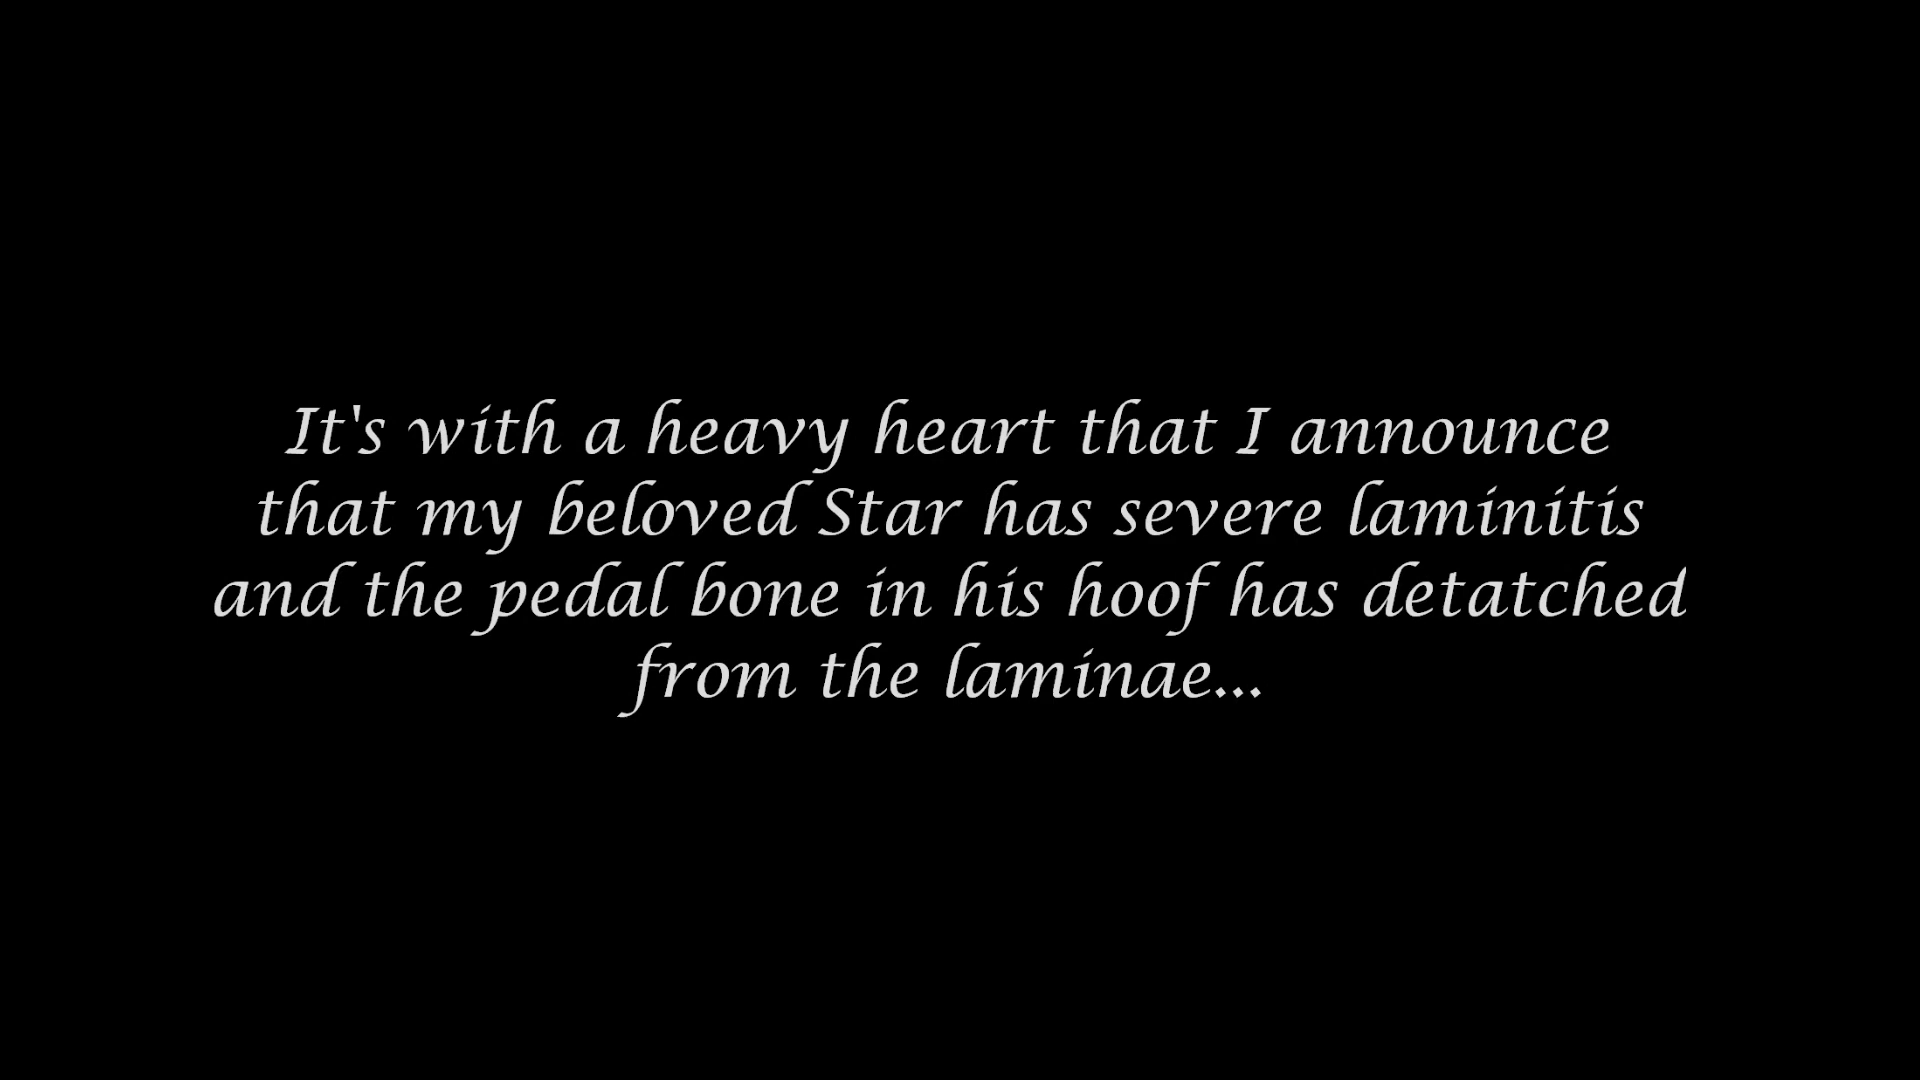 It's with a heavy heart that I announce
that my beloved Star has severe laminitis
and the pedal bone in his hoof has detatched
from the laminae...